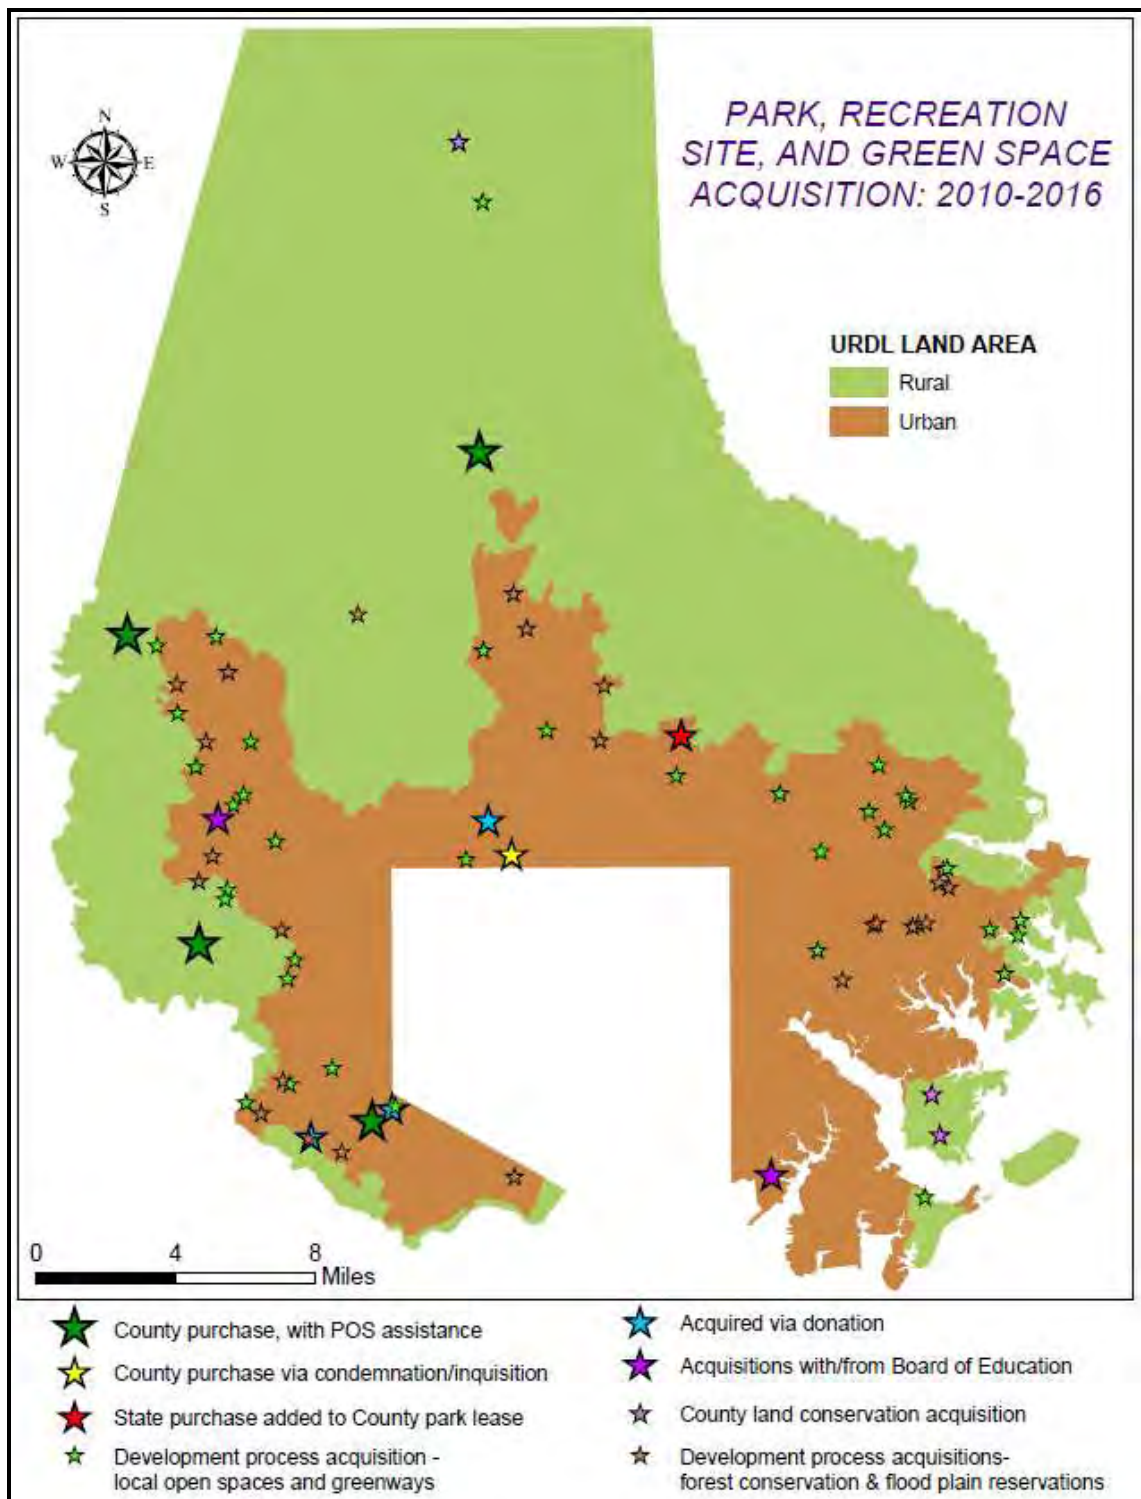 PARK, RECREATION
SITE, AND GREEN SPACE
ACQUISITION: 2010-2016
N
W
E
S
URDL LAND AREA
Rural
Urban
0
4
8
Miles
County purchase, with POS assistance
County purchase via condemnation/inquisition
State purchase added to County park lease
Development process acquisition -
local open spaces and greenways
Acquired via donation
Acquisitions with/from Board of Education
County land conservation acquisition
Development process acquisitions-
forest conservation & flood plain reservations